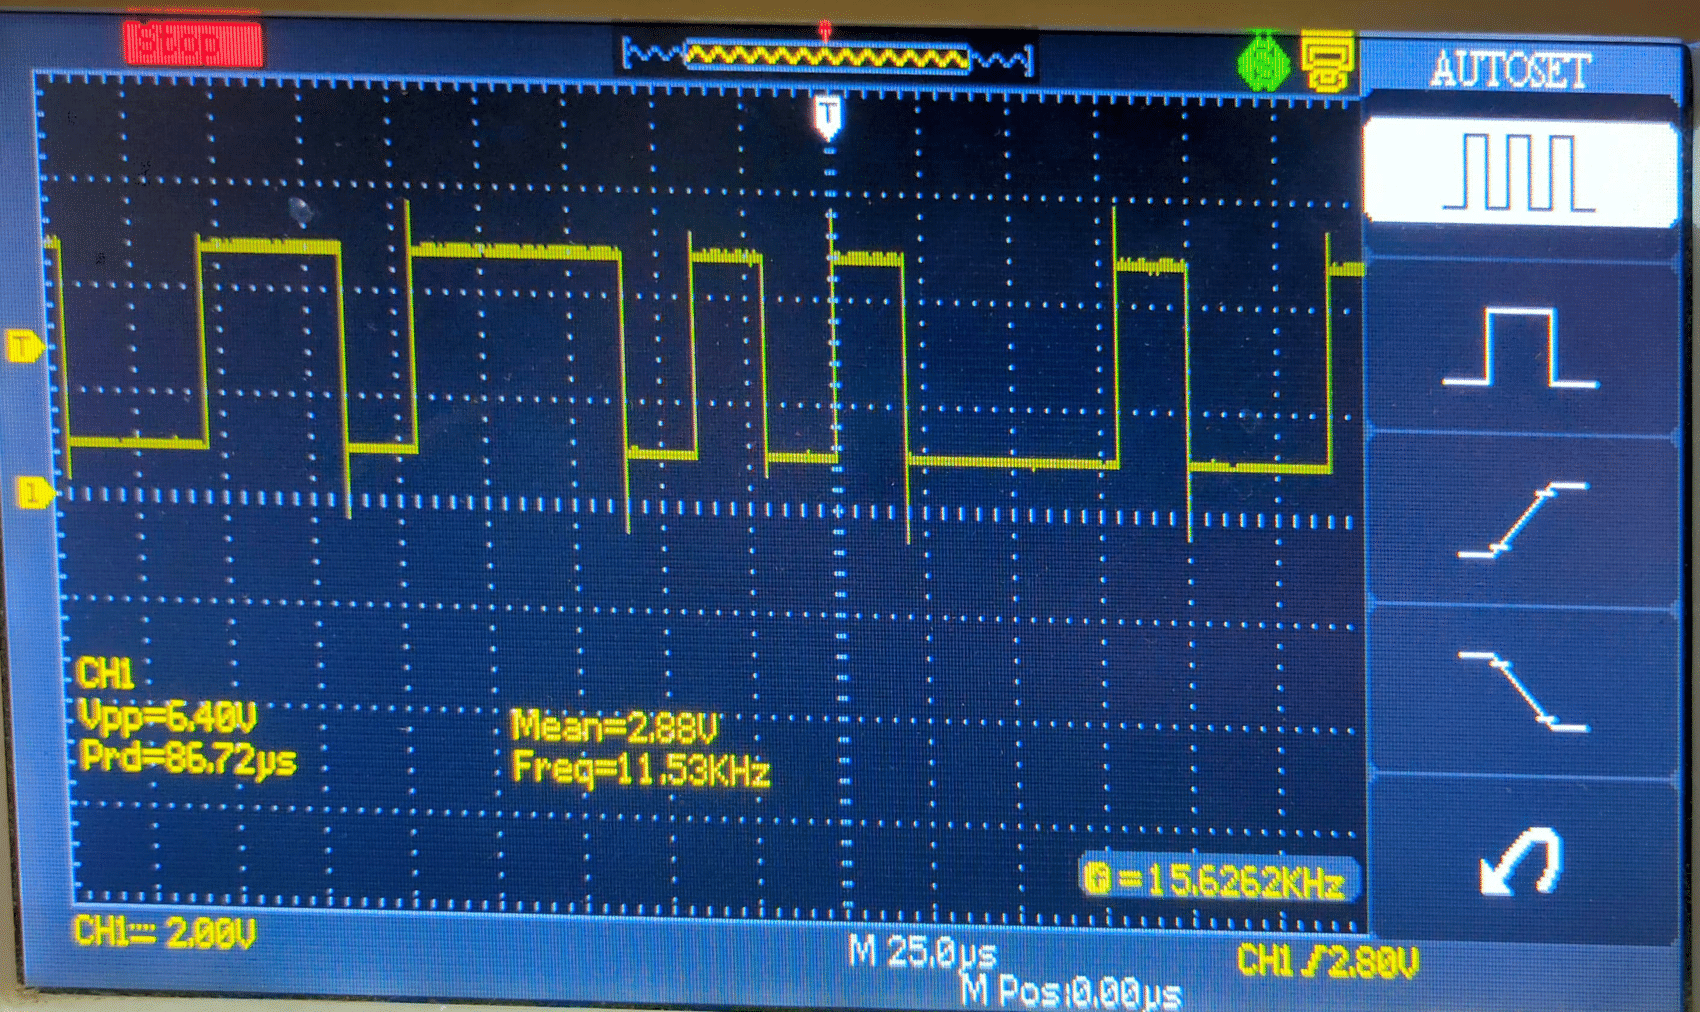 Stop
AUTOSET
T
T
1
CH1
Vpp=6.40V
Mean=2.88V
Prd=86.72µs
Freq=11.53KHz
=15.6262KHz
CH1 2.00V
M 25.0µs
CH1 2.80V
M Pos:0.00µs